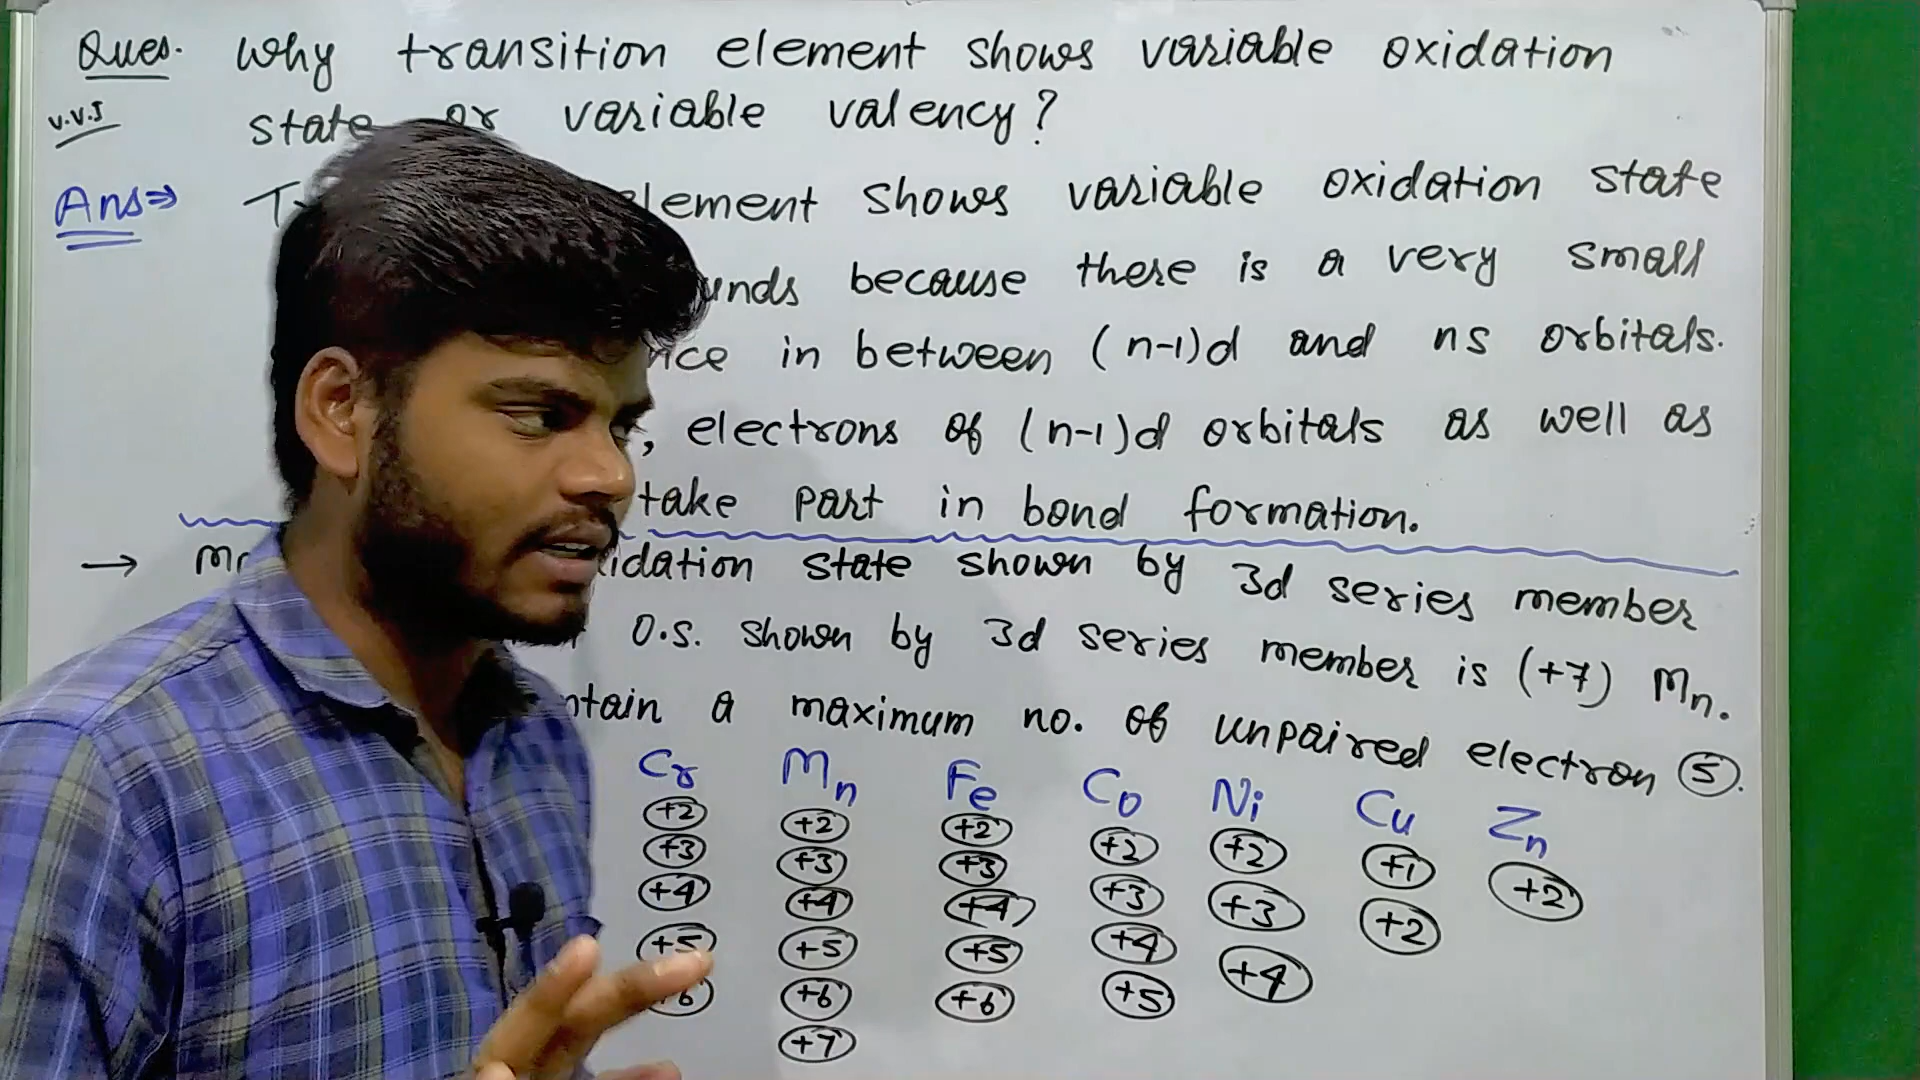 Ques. Why transition element shows variable oxidation
v.v.I state or variable valency?
Ans⇒ element shows variable oxidation state
because there is a very small
in between (n-1)d and ns orbitals.
, electrons of (n-1)d orbitals as well as
take part in bond formation.
→ state shown by 3d series member
O.S. shown by 3d series member is (+7) Mn.
a maximum no. of unpaired electron 5.
Cr Mn Fe Co Ni Cu Zn
+2 +2 +2 +2 +2 +1 +2
+3 +3 +3 +3 +3 +2
+4 +4 +4 +4 +4
+5 +5 +5 +5
+6 +6 +6
+7